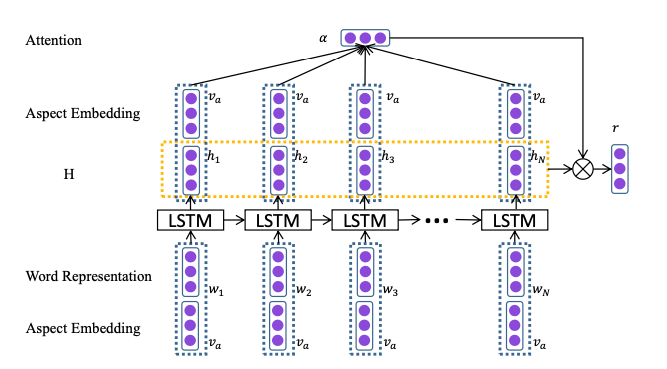 Attention α
r
Aspect Embedding v_a v_a v_a v_a
H h_1 h_2 h_3 h_N
LSTM LSTM LSTM ••• LSTM
Word Representation w_1 w_2 w_3 w_N
Aspect Embedding v_a v_a v_a v_a